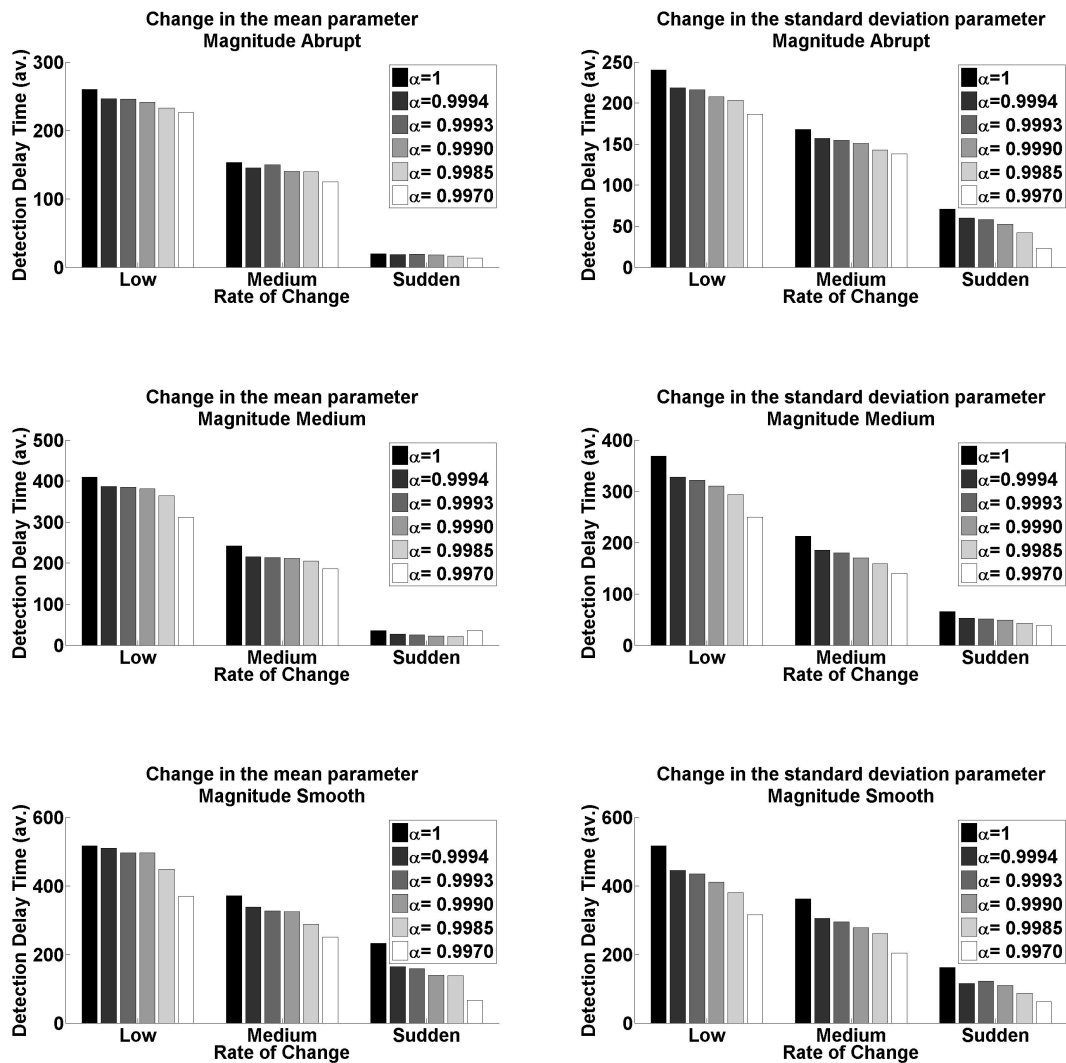 Change in the mean parameter
Magnitude Abrupt
Detection Delay Time (av.)
300
200
100
0
α=1
α=0.9994
α= 0.9993
α= 0.9990
α= 0.9985
α= 0.9970
Low
Medium
Sudden
Rate of Change
Change in the standard deviation parameter
Magnitude Abrupt
Detection Delay Time (av.)
250
200
150
100
50
0
α=1
α=0.9994
α= 0.9993
α= 0.9990
α= 0.9985
α= 0.9970
Low
Medium
Sudden
Rate of Change
Change in the mean parameter
Magnitude Medium
Detection Delay Time (av.)
500
400
300
200
100
0
α=1
α=0.9994
α= 0.9993
α= 0.9990
α= 0.9985
α= 0.9970
Low
Medium
Sudden
Rate of Change
Change in the standard deviation parameter
Magnitude Medium
Detection Delay Time (av.)
400
300
200
100
0
α=1
α=0.9994
α= 0.9993
α= 0.9990
α= 0.9985
α= 0.9970
Low
Medium
Sudden
Rate of Change
Change in the mean parameter
Magnitude Smooth
Detection Delay Time (av.)
600
400
200
0
α=1
α=0.9994
α= 0.9993
α= 0.9990
α= 0.9985
α= 0.9970
Low
Medium
Sudden
Rate of Change
Change in the standard deviation parameter
Magnitude Smooth
Detection Delay Time (av.)
600
400
200
0
α=1
α=0.9994
α= 0.9993
α= 0.9990
α= 0.9985
α= 0.9970
Low
Medium
Sudden
Rate of Change